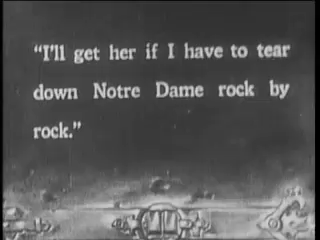 “I'll get her if I have to tear
down Notre Dame rock by
rock.”